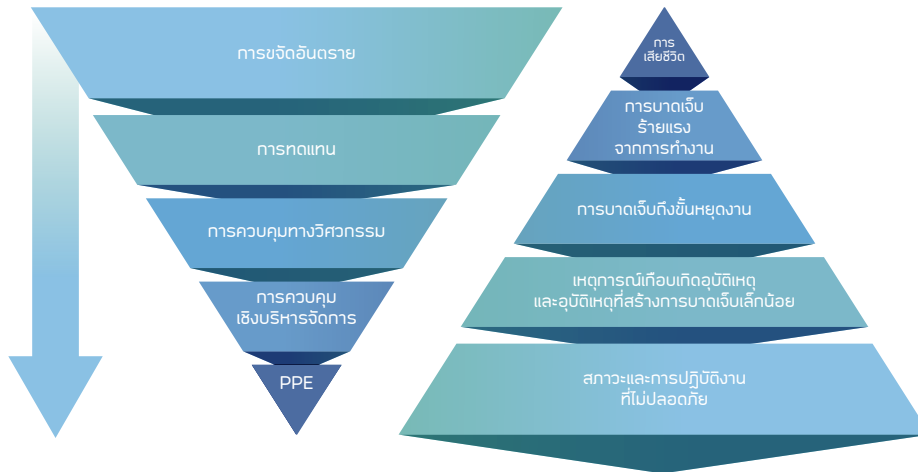 การขจัดอันตราย
การทดแทน
การควบคุมทางวิศวกรรม
การควบคุม
เชิงบริหารจัดการ
PPE
การ
เสียชีวิต
การบาดเจ็บ
ร้ายแรง
จากการทำงาน
การบาดเจ็บถึงขั้นหยุดงาน
เหตุการณ์เกือบเกิดอุบัติเหตุ
และอุบัติเหตุที่สร้างการบาดเจ็บเล็กน้อย
สภาวะและการปฏิบัติงาน
ที่ไม่ปลอดภัย